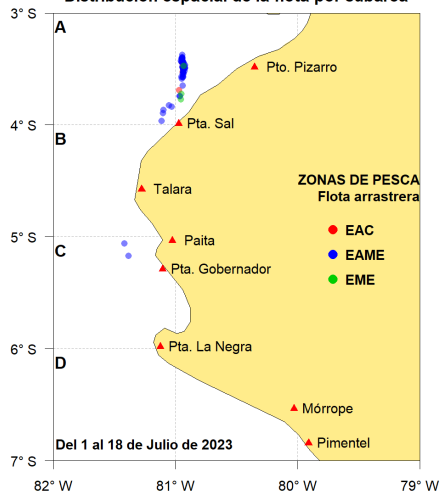 Distribución espacial de la flota por subárea
3° S
A
Pto. Pizarro
4° S
Pta. Sal
B
ZONAS DE PESCA
Flota arrastrera
Talara
EAC
5° S
Paita
EAME
C
Pta. Gobernador
EME
6° S
Pta. La Negra
D
Mórrope
Del 1 al 18 de Julio de 2023
Pimentel
7° S
82° W 81° W 80° W 79° W